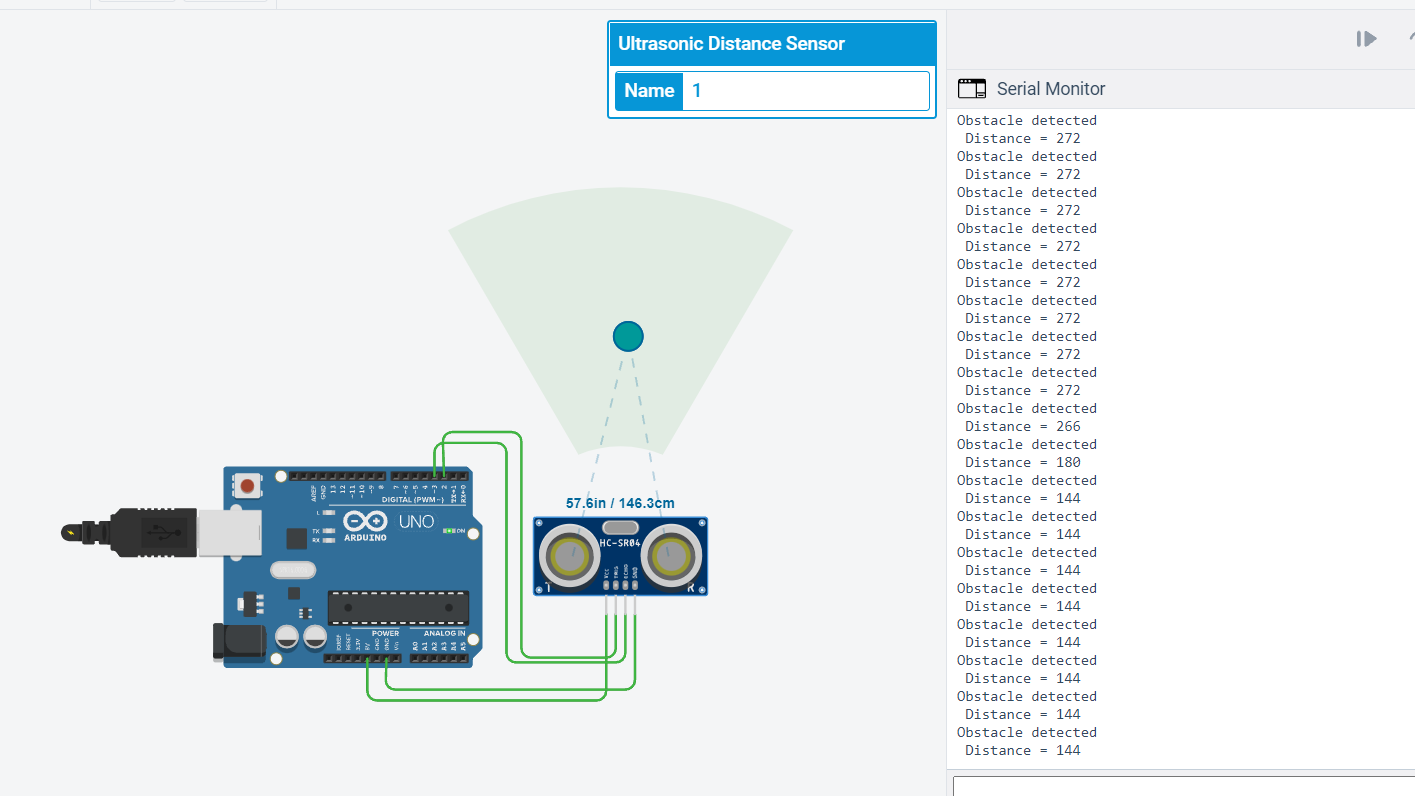 Ultrasonic Distance Sensor
Name 1
Serial Monitor
Obstacle detected
Distance = 272
Obstacle detected
Distance = 272
Obstacle detected
Distance = 272
Obstacle detected
Distance = 272
Obstacle detected
Distance = 272
Obstacle detected
Distance = 272
Obstacle detected
Distance = 272
Obstacle detected
Distance = 272
Obstacle detected
Distance = 266
Obstacle detected
Distance = 180
Obstacle detected
Distance = 144
Obstacle detected
Distance = 144
Obstacle detected
Distance = 144
Obstacle detected
Distance = 144
Obstacle detected
Distance = 144
Obstacle detected
Distance = 144
Obstacle detected
Distance = 144
Obstacle detected
Distance = 144
57.6in / 146.3cm
HC-SR04
VCC
TRIG
ECHO
GND
T
R
AREF
GND
13
12
~11
~10
~9
8
7
~6
~5
4
~3
2
TX→1
RX←0
DIGITAL (PWM~)
L
TX
RX
UNO
ARDUINO
ON
POWER
ANALOG IN
IOREF
RESET
3.3V
5V
GND
GND
Vin
A0
A1
A2
A3
A4
A5